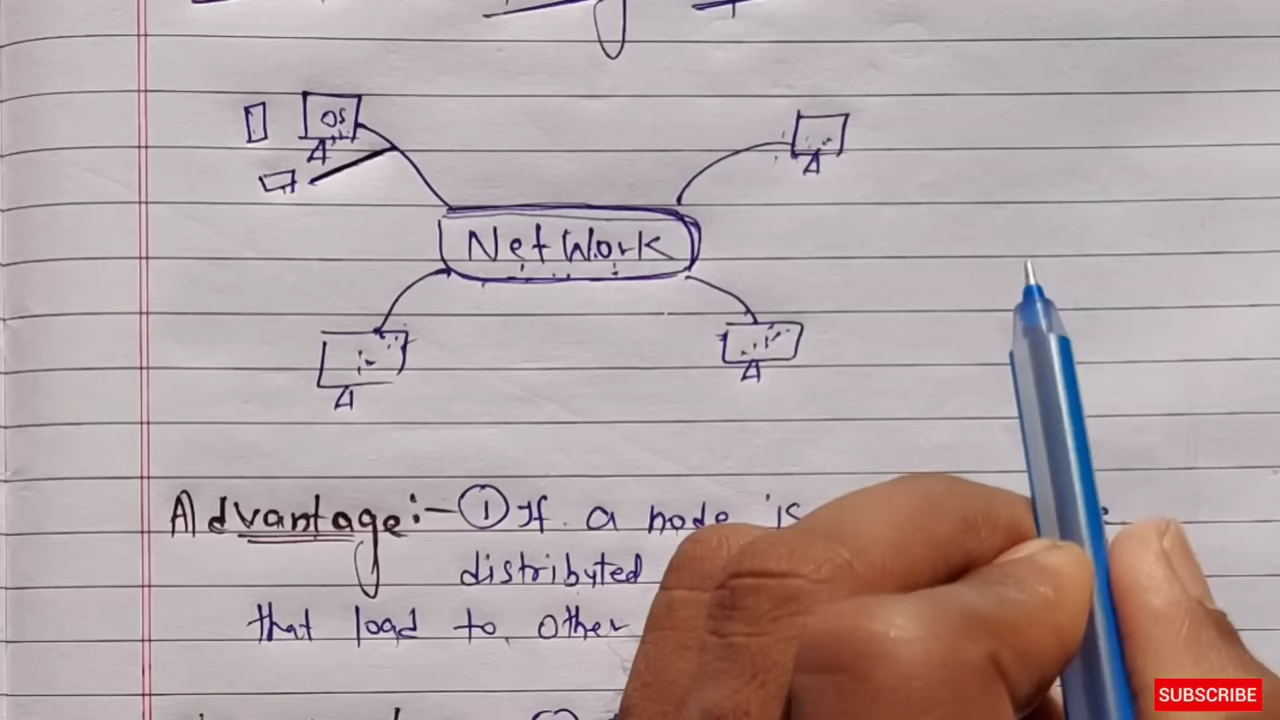 OS
Network
Advantage:- ① If a node is
distributed
that load to other
SUBSCRIBE